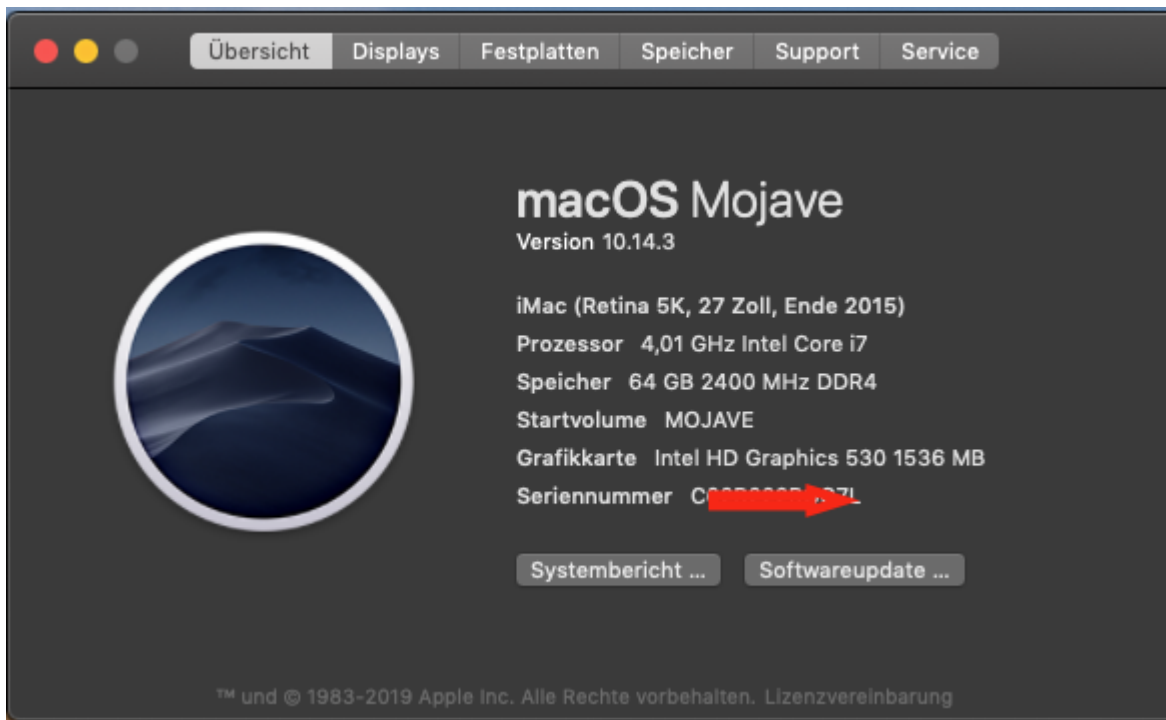 Übersicht Displays Festplatten Speicher Support Service
macOS Mojave
Version 10.14.3
iMac (Retina 5K, 27 Zoll, Ende 2015)
Prozessor 4,01 GHz Intel Core i7
Speicher 64 GB 2400 MHz DDR4
Startvolume MOJAVE
Grafikkarte Intel HD Graphics 530 1536 MB
Seriennummer
Systembericht ... Softwareupdate ...
™ und © 1983-2019 Apple Inc. Alle Rechte vorbehalten. Lizenzvereinbarung